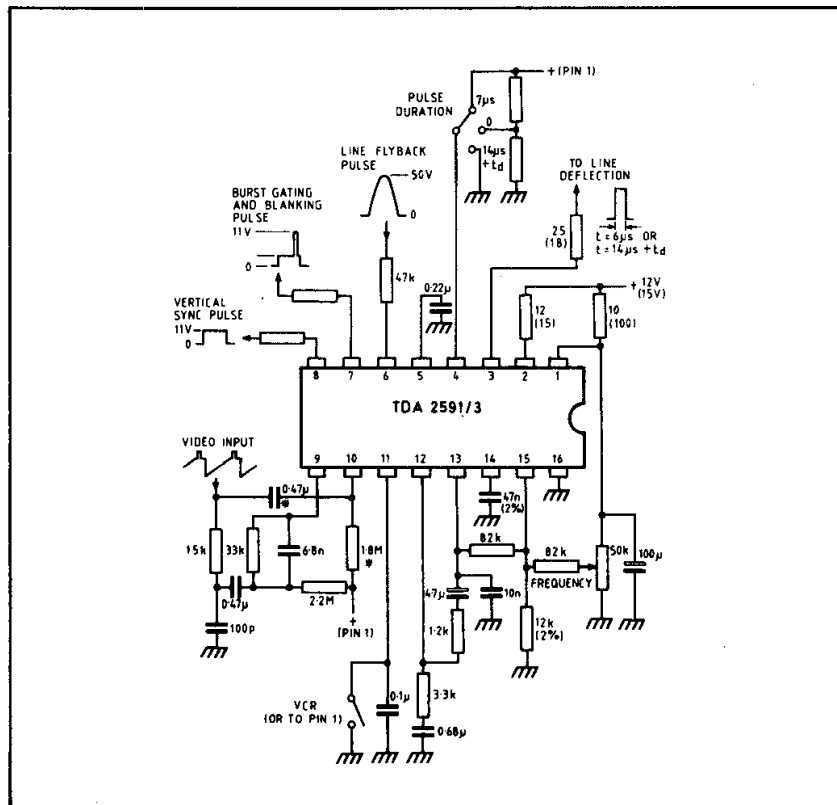 +(PIN 1)
PULSE
DURATION
7µs
0
14µs
+td
LINE FLYBACK
PULSE
50V
0
TO LINE
DEFLECTION
BURST GATING
AND BLANKING
PULSE
11V
0
25
(18)
t = 6µs OR
t = 14µs + td
47k
0·22µ
+ 12V
(15V)
12
(15)
10
(100)
VERTICAL
SYNC PULSE
11V
0
8 7 6 5 4 3 2 1
TDA 2591/3
9 10 11 12 13 14 15 16
VIDEO INPUT
0·47µ
*
47n
(2%)
15k
33k
6·8n
1·8M
*
82k
82k
50k
100µ
FREQUENCY
0·47µ
2·2M
+
(PIN 1)
47µ
10n
100p
1·2k
12k
(2%)
VCR
(OR TO PIN 1)
0·1µ
3·3k
0·68µ